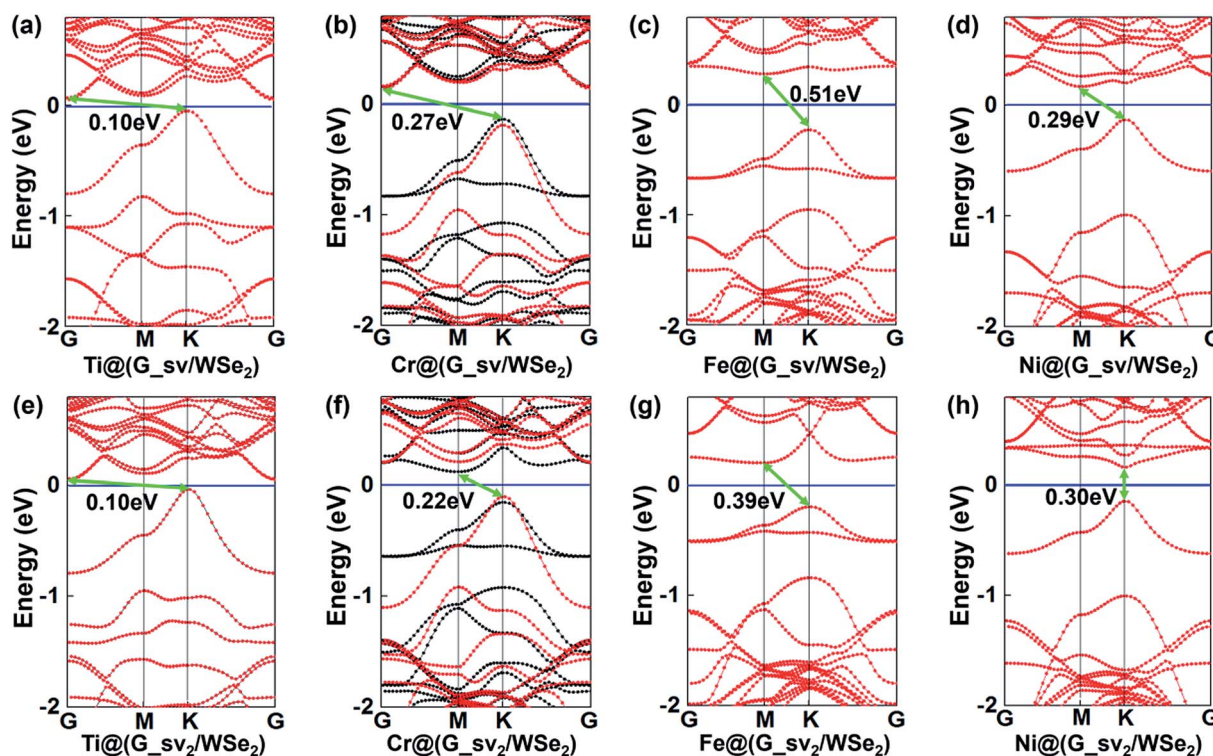 (a) (b) (c) (d)
Energy (eV) Energy (eV) Energy (eV) Energy (eV)
0 0 0 0
0.10eV 0.27eV 0.51eV 0.29eV
-1 -1 -1 -1
-2 -2 -2 -2
G M K G G M K G G M K G G M K G
Ti@(G_sv/WSe₂) Cr@(G_sv/WSe₂) Fe@(G_sv/WSe₂) Ni@(G_sv/WSe₂)
(e) (f) (g) (h)
Energy (eV) Energy (eV) Energy (eV) Energy (eV)
0 0 0 0
0.10eV 0.22eV 0.39eV 0.30eV
-1 -1 -1 -1
-2 -2 -2 -2
G M K G G M K G G M K G G M K G
Ti@(G_sv₂/WSe₂) Cr@(G_sv₂/WSe₂) Fe@(G_sv₂/WSe₂) Ni@(G_sv₂/WSe₂)